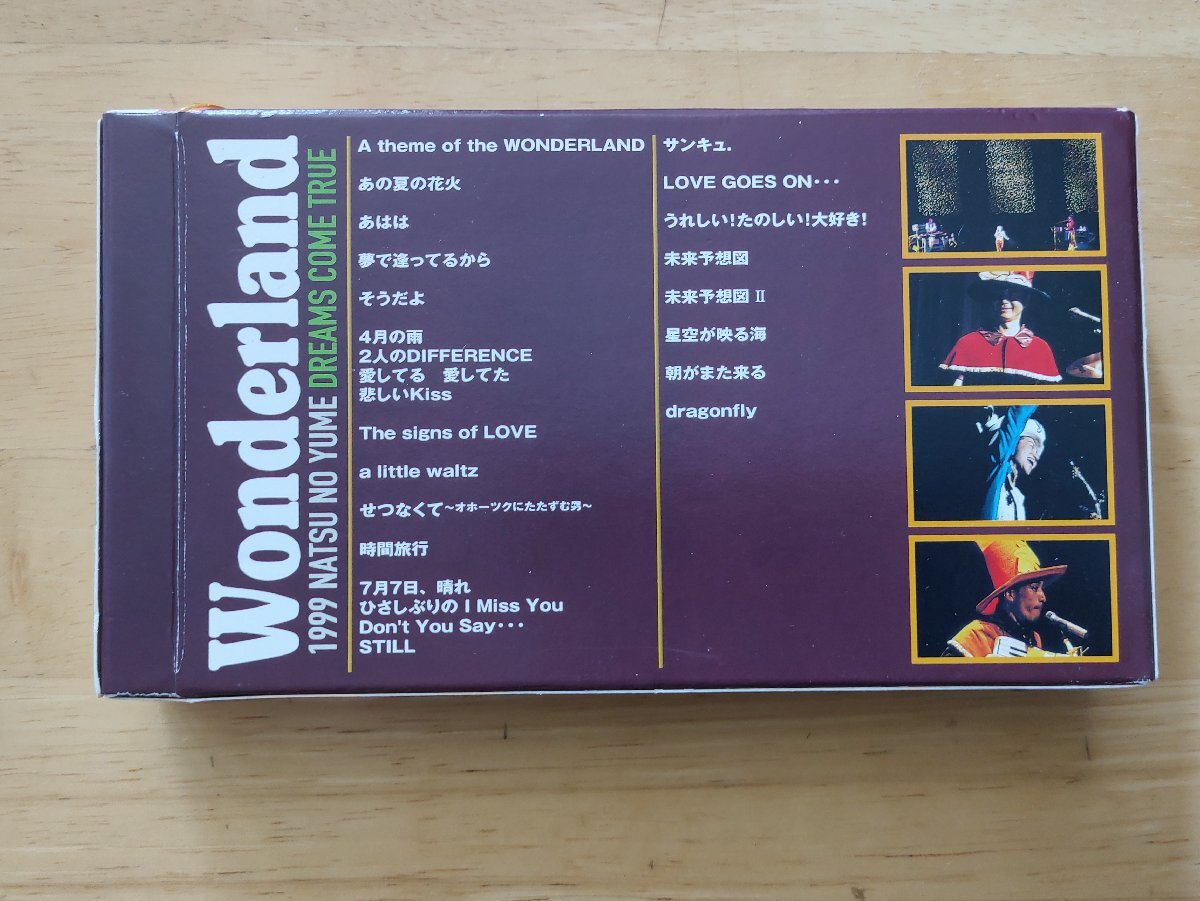 Wonderland
1999 NATSU NO YUME DREAMS COME TRUE
A theme of the WONDERLAND
あの夏の花火
あはは
夢で逢ってるから
そうだよ
4月の雨
2人のDIFFERENCE
愛してる　愛してた
悲しいKiss
The signs of LOVE
a little waltz
せつなくて〜オホーツクにたたずむ男〜
時間旅行
7月7日、晴れ
ひさしぶりの I Miss You
Don't You Say・・・
STILL
サンキュ.
LOVE GOES ON・・・
うれしい!たのしい!大好き!
未来予想図
未来予想図 II
星空が映る海
朝がまた来る
dragonfly